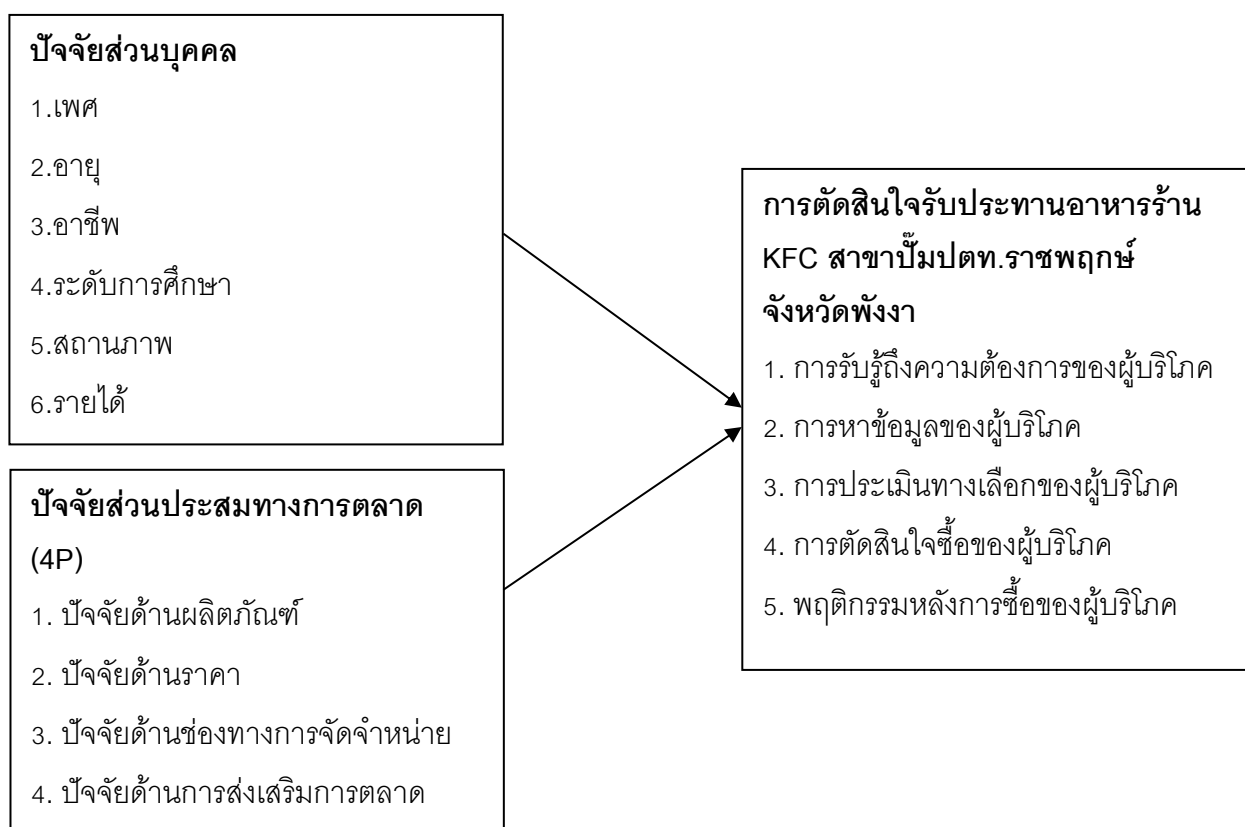 ปัจจัยส่วนบุคคล
1.เพศ
2.อายุ
3.อาชีพ
4.ระดับการศึกษา
5.สถานภาพ
6.รายได้
ปัจจัยส่วนประสมทางการตลาด
(4P)
1. ปัจจัยด้านผลิตภัณฑ์
2. ปัจจัยด้านราคา
3. ปัจจัยด้านช่องทางการจัดจำหน่าย
4. ปัจจัยด้านการส่งเสริมการตลาด
การตัดสินใจรับประทานอาหารร้าน
KFC สาขาปั๊มปตท.ราชพฤกษ์
จังหวัดพังงา
1. การรับรู้ถึงความต้องการของผู้บริโภค
2. การหาข้อมูลของผู้บริโภค
3. การประเมินทางเลือกของผู้บริโภค
4. การตัดสินใจซื้อของผู้บริโภค
5. พฤติกรรมหลังการซื้อของผู้บริโภค